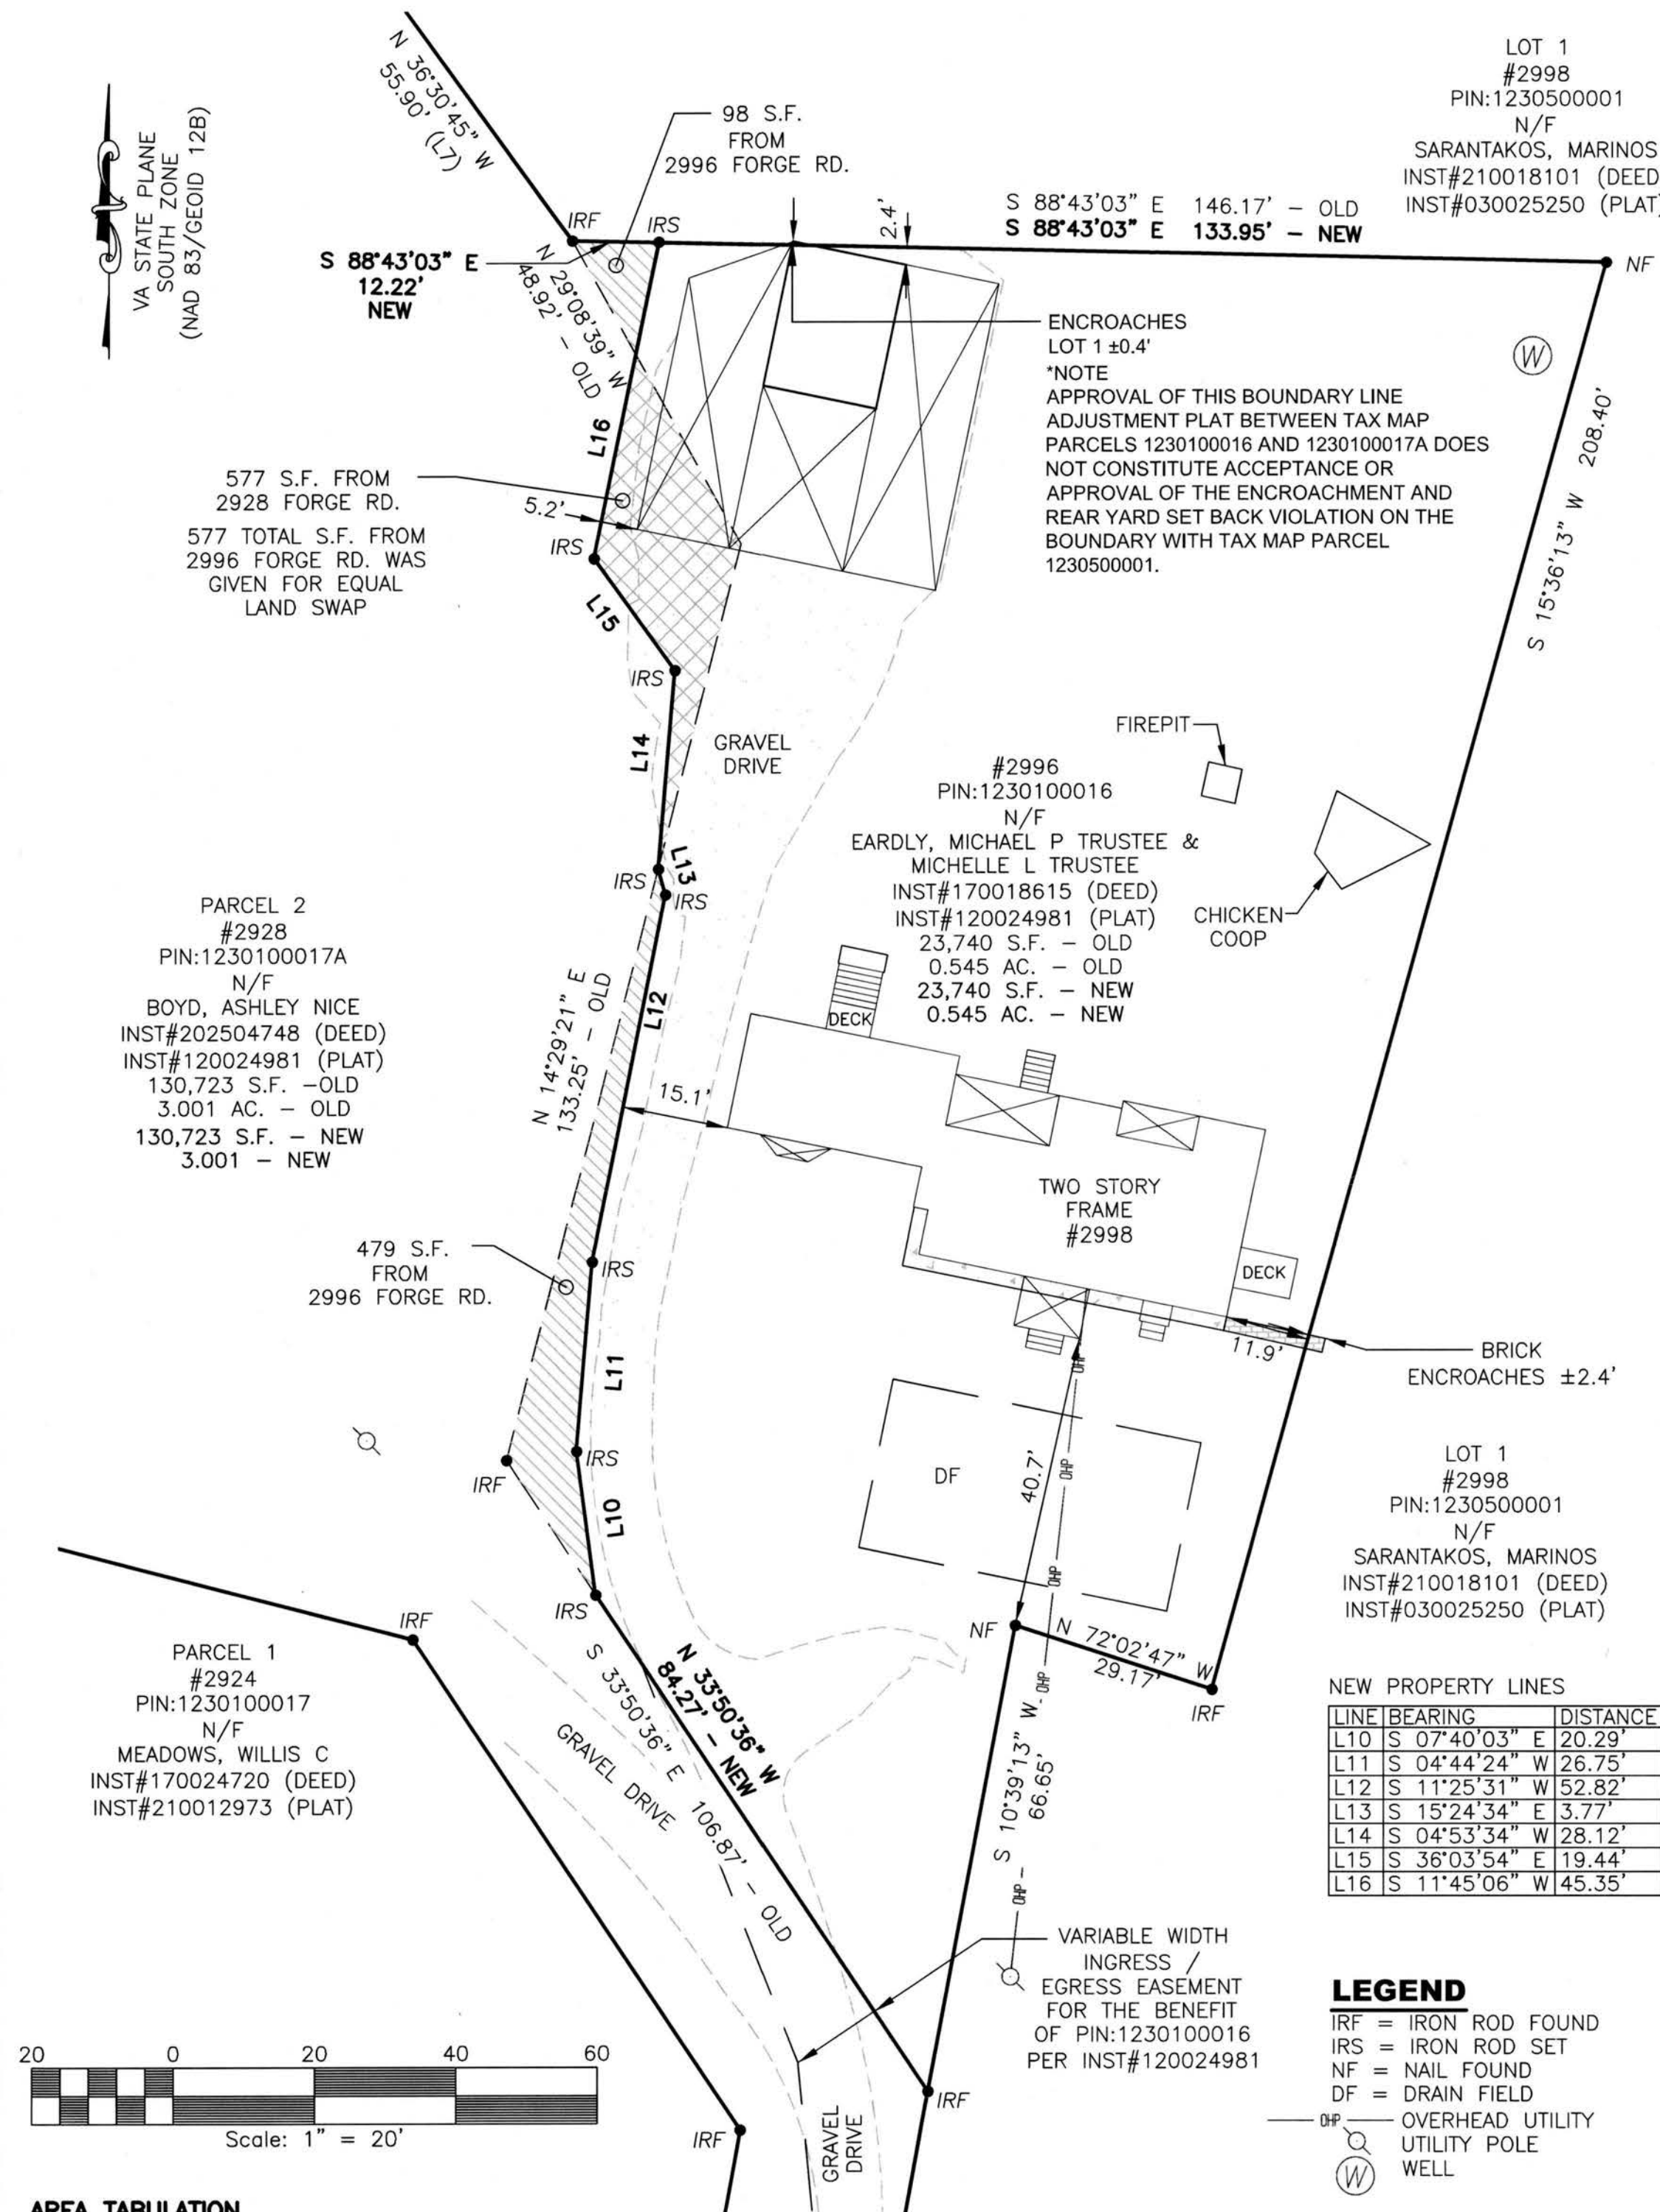 N 36°30'45" W
55.90' (L7)
VA STATE PLANE
SOUTH ZONE
(NAD 83/GEOID 12B)
98 S.F.
FROM
2996 FORGE RD.
LOT 1
#2998
PIN:1230500001
N/F
SARANTAKOS, MARINOS
INST#210018101 (DEED
INST#030025250 (PLAT)
S 88°43'03" E 146.17' – OLD
S 88°43'03" E 133.95' – NEW
2.4'
IRF
IRS
NF
S 88°43'03" E
12.22'
NEW
N 29°08'39" W
48.92' – OLD
ENCROACHES
LOT 1 ±0.4'
*NOTE
APPROVAL OF THIS BOUNDARY LINE
ADJUSTMENT PLAT BETWEEN TAX MAP
PARCELS 1230100016 AND 1230100017A DOES
NOT CONSTITUTE ACCEPTANCE OR
APPROVAL OF THE ENCROACHMENT AND
REAR YARD SET BACK VIOLATION ON THE
BOUNDARY WITH TAX MAP PARCEL
1230500001.
W
S 15°36'13" W 208.40'
L16
577 S.F. FROM
2928 FORGE RD.
577 TOTAL S.F. FROM
2996 FORGE RD. WAS
GIVEN FOR EQUAL
LAND SWAP
5.2'
IRS
L15
IRS
L14
GRAVEL
DRIVE
FIREPIT
#2996
PIN:1230100016
N/F
EARDLY, MICHAEL P TRUSTEE &
MICHELLE L TRUSTEE
INST#170018615 (DEED)
INST#120024981 (PLAT)
23,740 S.F. – OLD
0.545 AC. – OLD
23,740 S.F. – NEW
0.545 AC. – NEW
CHICKEN
COOP
L13
IRS
IRS
PARCEL 2
#2928
PIN:1230100017A
N/F
BOYD, ASHLEY NICE
INST#202504748 (DEED)
INST#120024981 (PLAT)
130,723 S.F. –OLD
3.001 AC. – OLD
130,723 S.F. – NEW
3.001 – NEW
N 14°29'21" E
133.25' – OLD
L12
DECK
15.1'
TWO STORY
FRAME
#2998
DECK
479 S.F.
FROM
2996 FORGE RD.
IRS
11.9'
BRICK
ENCROACHES ±2.4'
L11
OHP
40.7'
DF
OHP
IRS
IRF
L10
OHP
LOT 1
#2998
PIN:1230500001
N/F
SARANTAKOS, MARINOS
INST#210018101 (DEED)
INST#030025250 (PLAT)
IRS
IRF
NF
N 72°02'47" W
29.17'
IRF
OHP
PARCEL 1
#2924
PIN:1230100017
N/F
MEADOWS, WILLIS C
INST#170024720 (DEED)
INST#210012973 (PLAT)
S 33°50'36" E 106.87' – OLD
N 33°50'36" W
84.27' – NEW
GRAVEL DRIVE
S 10°39'13" W
66.65'
OHP
NEW PROPERTY LINES
LINE BEARING DISTANCE
L10 S 07°40'03" E 20.29'
L11 S 04°44'24" W 26.75'
L12 S 11°25'31" W 52.82'
L13 S 15°24'34" E 3.77'
L14 S 04°53'34" W 28.12'
L15 S 36°03'54" E 19.44'
L16 S 11°45'06" W 45.35'
VARIABLE WIDTH
INGRESS /
EGRESS EASEMENT
FOR THE BENEFIT
OF PIN:1230100016
PER INST#120024981
LEGEND
IRF = IRON ROD FOUND
IRS = IRON ROD SET
NF = NAIL FOUND
DF = DRAIN FIELD
OHP OVERHEAD UTILITY
UTILITY POLE
W WELL
20 0 20 40 60
Scale: 1" = 20'
IRF
IRF
GRAVEL
DRIVE
AREA TABULATION